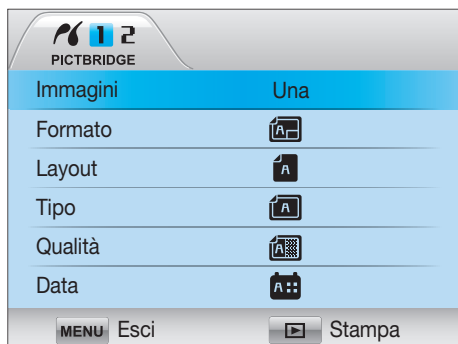 1 2
PICTBRIDGE
Immagini Una
Formato A
Layout A
Tipo A
Qualità A
Data A
MENU Esci Stampa